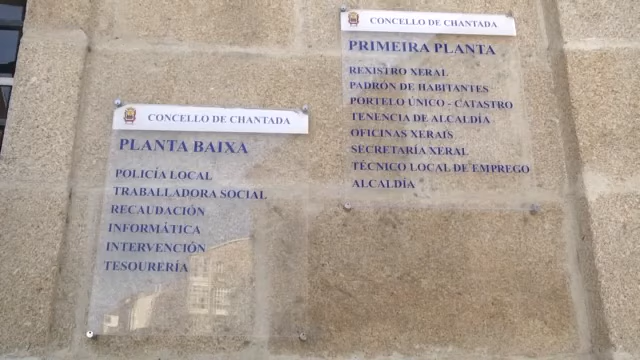 CONCELLO DE CHANTADA
PLANTA BAIXA
POLICÍA LOCAL
TRABALLADORA SOCIAL
RECAUDACIÓN
INFORMÁTICA
INTERVENCIÓN
TESOURERÍA
CONCELLO DE CHANTADA
PRIMEIRA PLANTA
REXISTRO XERAL
PADRÓN DE HABITANTES
PORTELO ÚNICO - CATASTRO
TENENCIA DE ALCALDÍA
OFICINAS XERAIS
SECRETARÍA XERAL
TÉCNICO LOCAL DE EMPREGO
ALCALDÍA